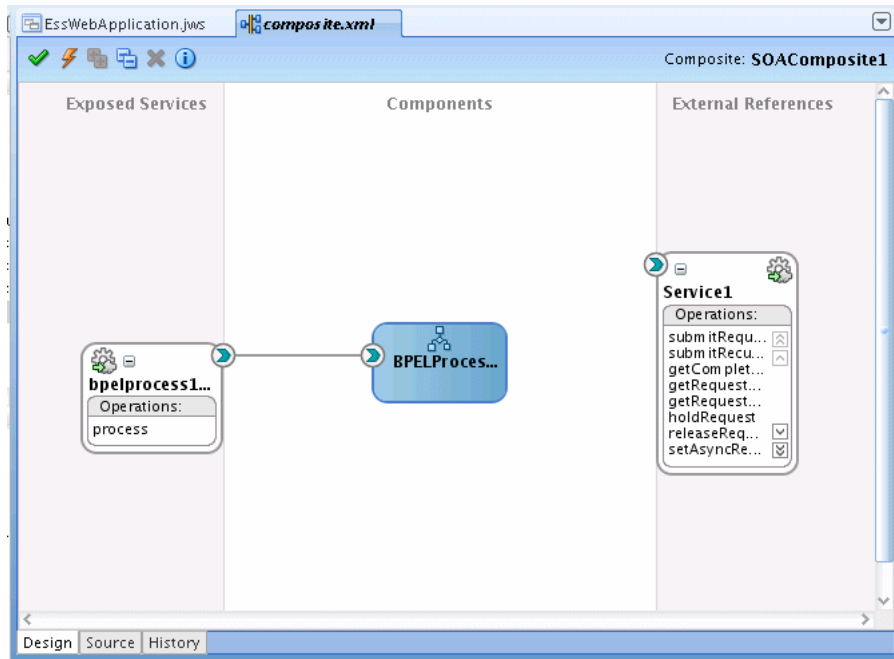 EssWebApplication.jws
composite.xml
Composite: SOAComposite1
Exposed Services
Components
External References
bpelprocess1...
Operations:
process
BPELProces...
Service1
Operations:
submitRequ...
submitRecu...
getComplet...
getRequest...
getRequest...
holdRequest
releaseReq...
setAsyncRe...
Design
Source
History